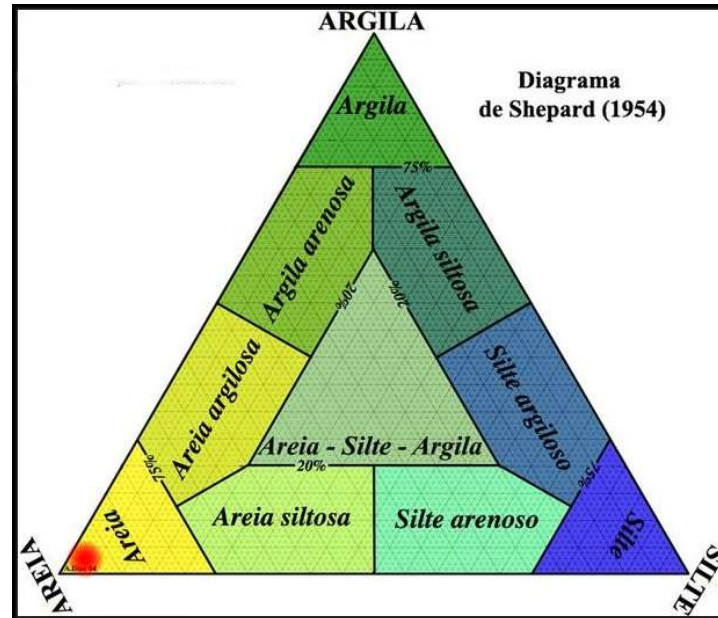 ARGILA
Diagrama
de Shepard (1954)
Argila
75%
Argila arenosa
Argila siltosa
20%
20%
Areia argilosa
Silte argiloso
Areia - Silte - Argila
20%
75%
75%
Areia
Areia siltosa
Silte arenoso
Silte
AREIA
SILTE